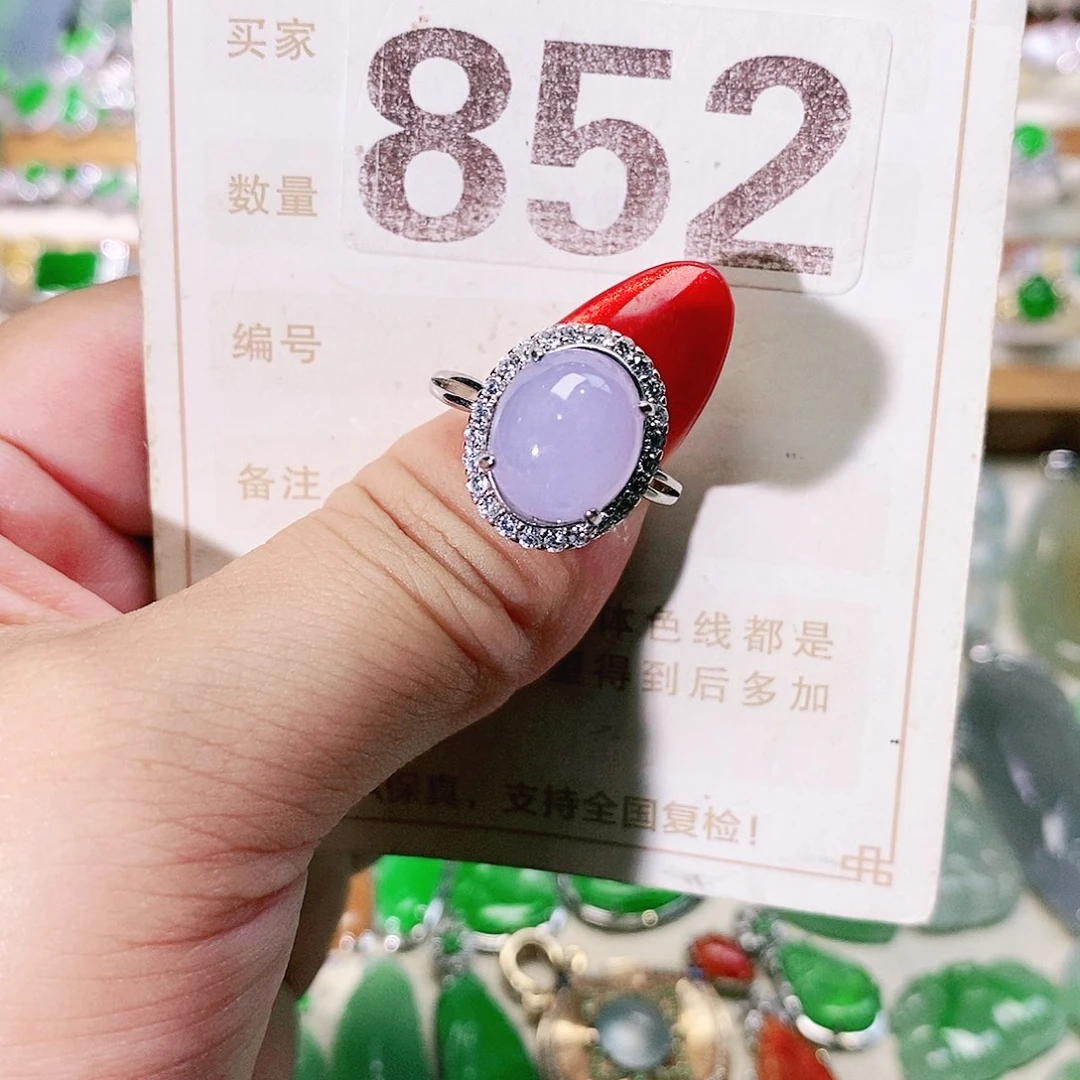 买家
852
数量
编号
备注
体色线都是
得到后多加
保真，支持全国复检！